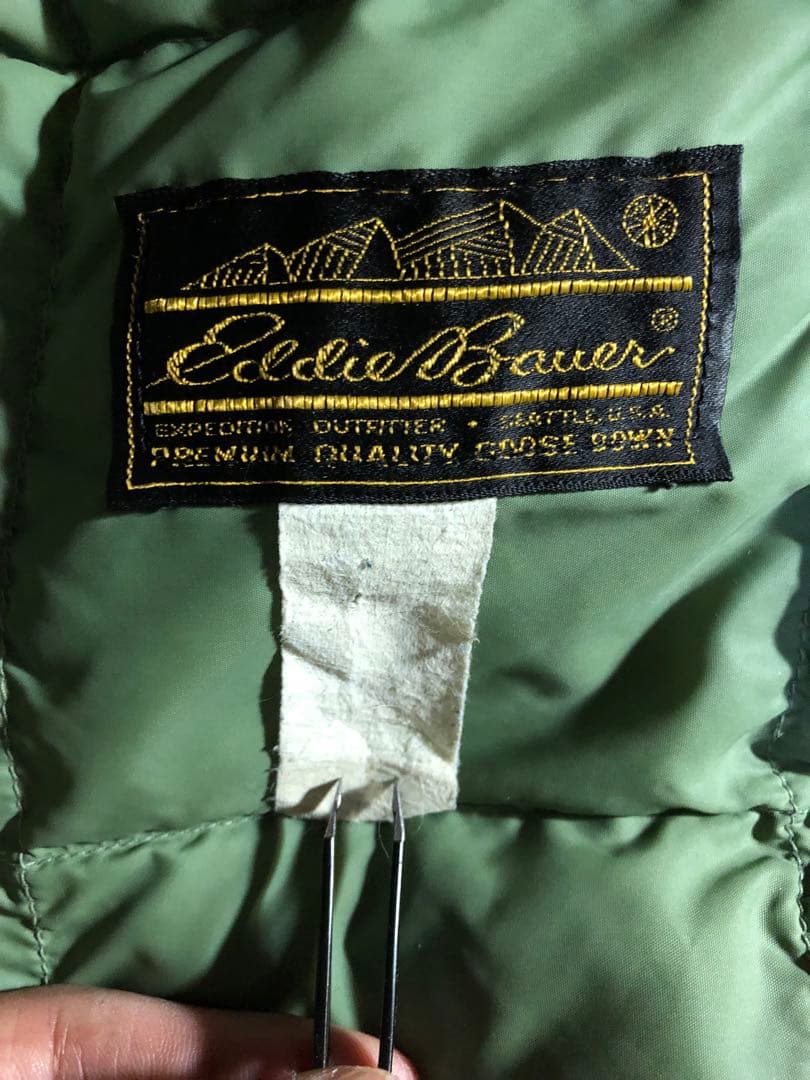 Eddie Bauer ®
EXPEDITION OUTFITTER • SEATTLE, U.S.A.
PREMIUM QUALITY GOOSE DOWN